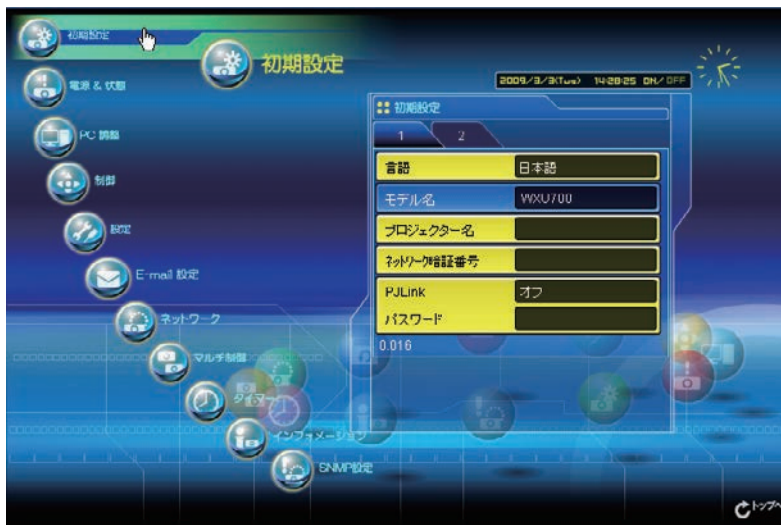 初期設定
初期設定
電源 & 状態
2009/3/3(Tue) 14:28:25 ON/OFF
初期設定
1 2
PC 調整
言語 日本語
制御
モデル名 WXU700
プロジェクター名
設定
ネットワーク暗証番号
E-mail 設定
PJLink オフ
パスワード
ネットワーク
0.016
マルチ制御
タイマー
インフォメーション
SNMP設定
トップへ